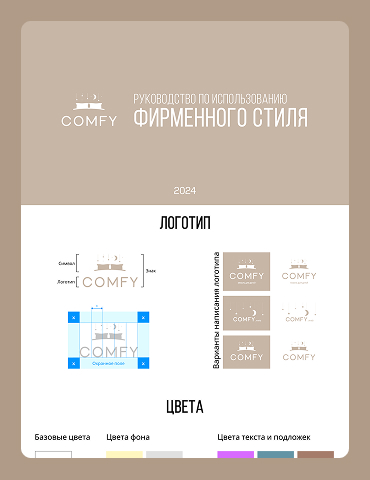 COMFY
РУКОВОДСТВО ПО ИСПОЛЬЗОВАНИЮ
ФИРМЕННОГО СТИЛЯ
2024
ЛОГОТИП
Символ
Логотип
Знак
COMFY
x
x
COMFY
x
x
Охранное поле
Варианты написания логотипа
COMFY
COMFY
COMFY
COMFY
COMFY
COMFY
ЦВЕТА
Базовые цвета
Цвета фона
Цвета текста и подложек